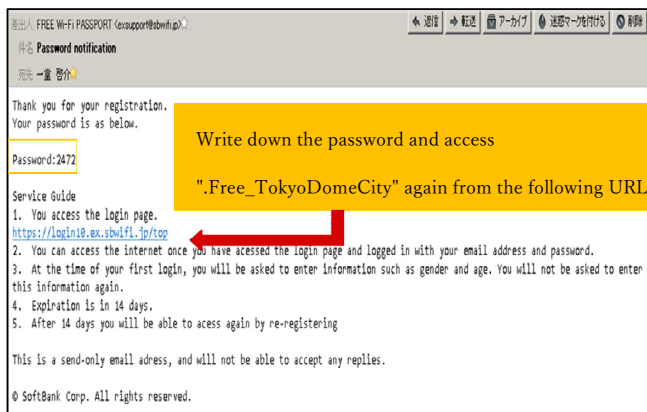 差出人 FREE Wi-Fi PASSPORT <exsupport@sbwifi.jp>
返信 転送 アーカイブ 迷惑マークを付ける 削除
件名 Password notification
宛先 一重 啓介
Thank you for your registration.
Your password is as below.
Password:2472
Write down the password and access
".Free_TokyoDomeCity" again from the following URL
Service Guide
1. You access the login page.
https://login10.ex.sbwifi.jp/top
2. You can access the internet once you have acessed the login page and logged in with your email address and password.
3. At the time of your first login, you will be asked to enter information such as gender and age. You will not be asked to enter
this information again.
4. Expiration is in 14 days.
5. After 14 days you will be able to acess again by re-registering
This is a send-only email adress, and will not be able to accept any replies.
© SoftBank Corp. All rights reserved.